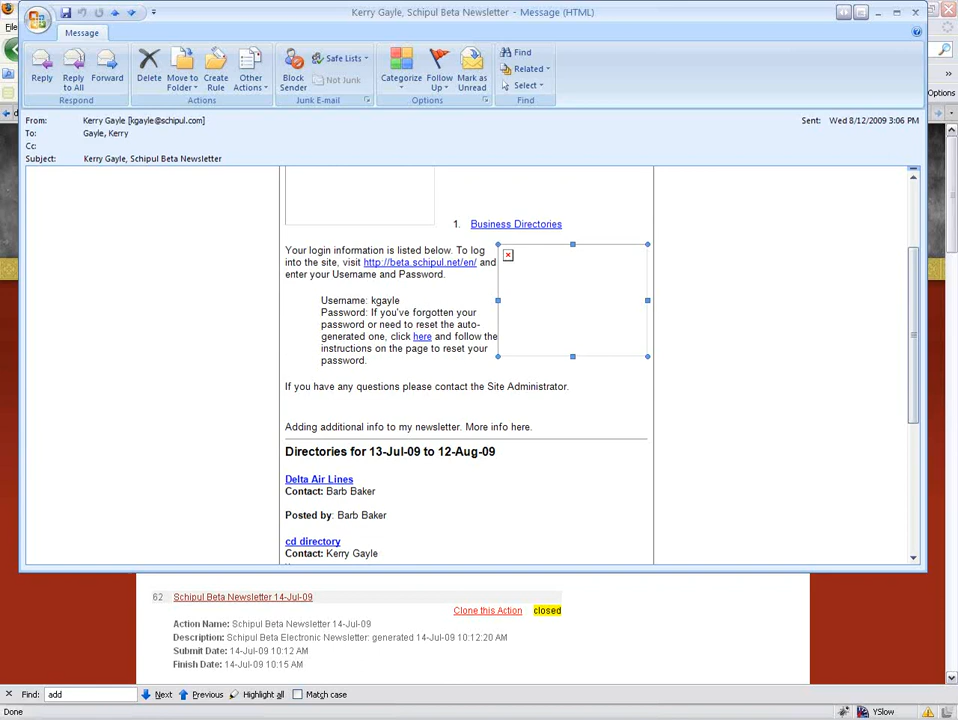 Kerry Gayle, Schipul Beta Newsletter - Message (HTML)
Message
Reply
Reply to All
Forward
Delete
Move to Folder
Create Rule
Other Actions
Block Sender
Safe Lists
Not Junk
Categorize
Follow Up
Mark as Unread
Find
Related
Select
Respond
Actions
Junk E-mail
Options
Find
Options
From: Kerry Gayle [kgayle@schipul.com]
Sent: Wed 8/12/2009 3:06 PM
To: Gayle, Kerry
Cc:
Subject: Kerry Gayle, Schipul Beta Newsletter
1. Business Directories
Your login information is listed below. To log
into the site, visit http://beta.schipul.net/en/ and
enter your Username and Password.
Username: kgayle
Password: If you've forgotten your
password or need to reset the auto-
generated one, click here and follow the
instructions on the page to reset your
password.
If you have any questions please contact the Site Administrator.
Adding additional info to my newsletter. More info here.
Directories for 13-Jul-09 to 12-Aug-09
Delta Air Lines
Contact: Barb Baker
Posted by: Barb Baker
cd directory
Contact: Kerry Gayle
62 Schipul Beta Newsletter 14-Jul-09
Clone this Action closed
Action Name: Schipul Beta Newsletter 14-Jul-09
Description: Schipul Beta Electronic Newsletter: generated 14-Jul-09 10:12:20 AM
Submit Date: 14-Jul-09 10:12 AM
Finish Date: 14-Jul-09 10:15 AM
Find: add Next Previous Highlight all Match case
Done YSlow